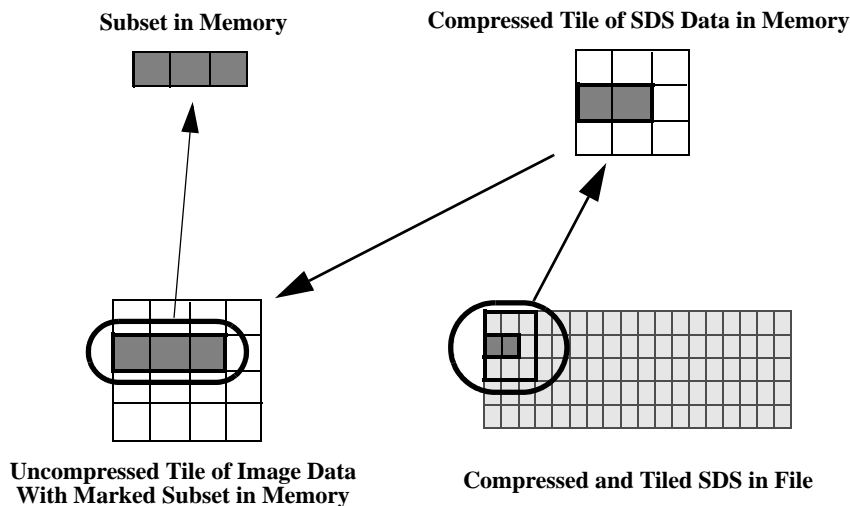 Subset in Memory
Compressed Tile of SDS Data in Memory
Uncompressed Tile of Image Data
With Marked Subset in Memory
Compressed and Tiled SDS in File